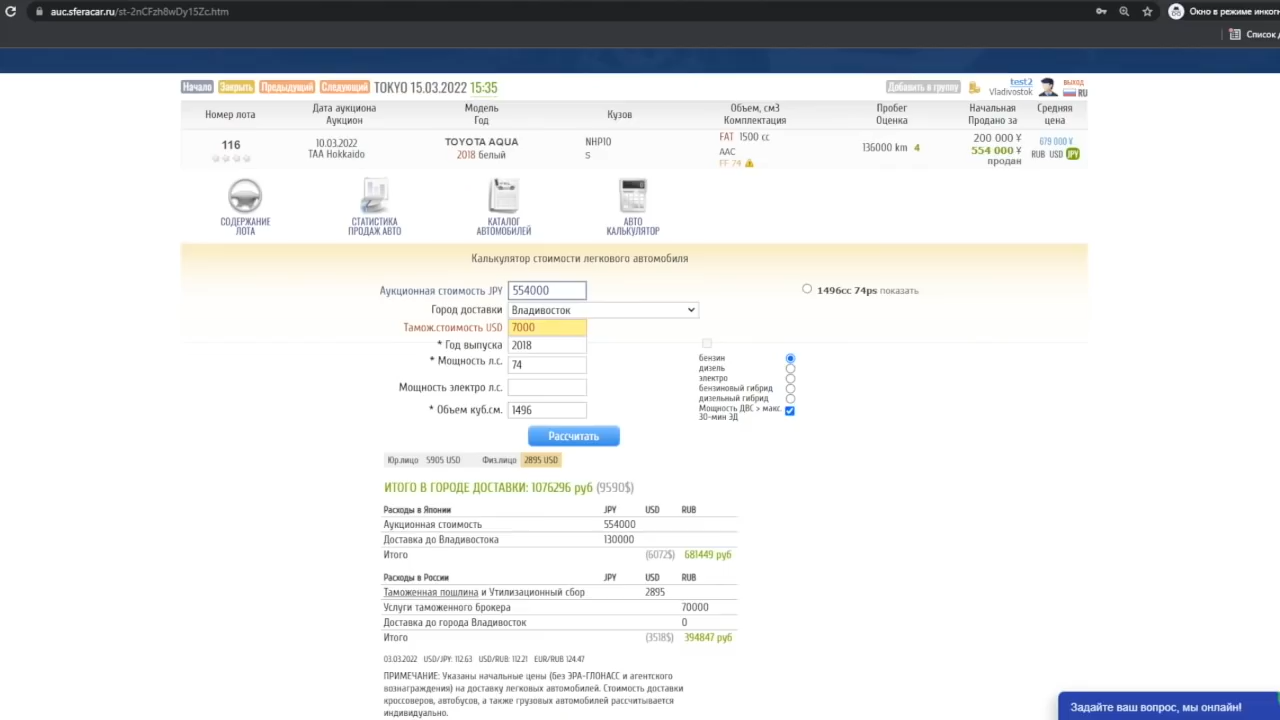 auc.sferacar.ru/st-2nCFzh8wDy15Zc.htm
Окно в режиме инкогн
Список д
Начало Закрыть Предыдущий Следующий TOKYO 15.03.2022 15:35
Добавить в группу
test2
Vladivostok
выход
RU
Номер лота
Дата аукциона
Аукцион
Модель
Год
Кузов
Объем, см3
Комплектация
Пробег
Оценка
Начальная
Продано за
Средняя
цена
116
10.03.2022
TAA Hokkaido
TOYOTA AQUA
2018 белый
NHP10
S
FAT 1500 cc
AAC
FF 74
136000 km 4
200 000 ¥
554 000 ¥
продан
679 000 ¥
RUB USD JPY
СОДЕРЖАНИЕ
ЛОТА
СТАТИСТИКА
ПРОДАЖ АВТО
КАТАЛОГ
АВТОМОБИЛЕЙ
АВТО
КАЛЬКУЛЯТОР
Калькулятор стоимости легкового автомобиля
Аукционная стоимость JPY 554000
1496cc 74ps показать
Город доставки Владивосток
Тамож.стоимость USD 7000
* Год выпуска 2018
* Мощность л.с. 74
Мощность электро л.с.
* Объем куб.см. 1496
бензин
дизель
электро
бензиновый гибрид
дизельный гибрид
Мощность ДВС > макс.
30-мин ЭД
Рассчитать
Юр.лицо 5905 USD Физ.лицо 2895 USD
ИТОГО В ГОРОДЕ ДОСТАВКИ: 1076296 руб (9590$)
Расходы в Японии JPY USD RUB
Аукционная стоимость 554000
Доставка до Владивостока 130000
Итого (6072$) 681449 руб
Расходы в России JPY USD RUB
Таможенная пошлина и Утилизационный сбор 2895
Услуги таможенного брокера 70000
Доставка до города Владивосток 0
Итого (3518$) 394847 руб
03.03.2022 USD/JPY: 112.63 USD/RUB: 112.21 EUR/RUB 124.47
ПРИМЕЧАНИЕ: Указаны начальные цены (без ЭРА-ГЛОНАСС и агентского
вознаграждения) на доставку легковых автомобилей. Стоимость доставки
кроссоверов, автобусов, а также грузовых автомобилей рассчитывается
индивидуально.
Задайте ваш вопрос, мы онлайн!